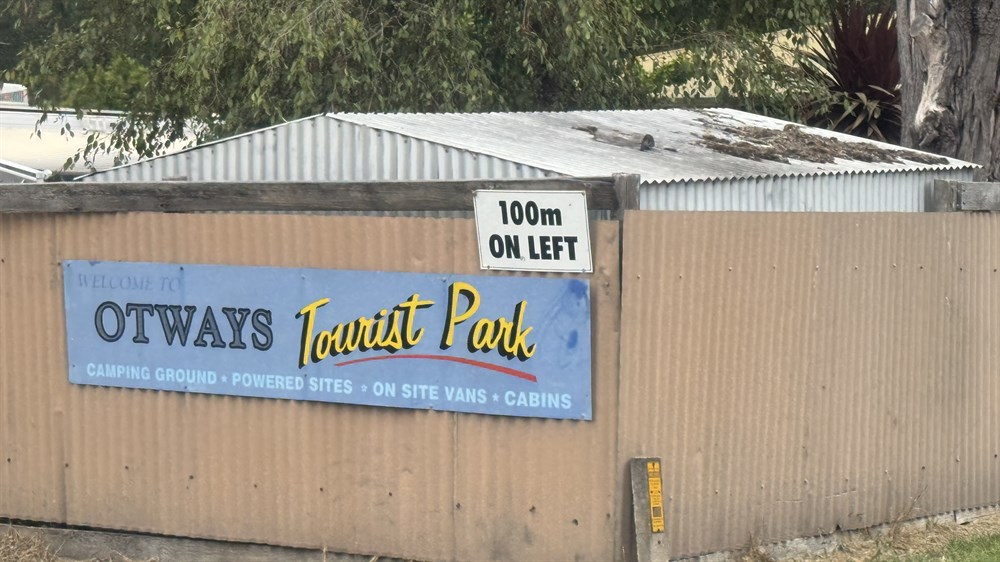 100m
ON LEFT
WELCOME TO
OTWAYS Tourist Park
CAMPING GROUND * POWERED SITES * ON SITE VANS * CABINS